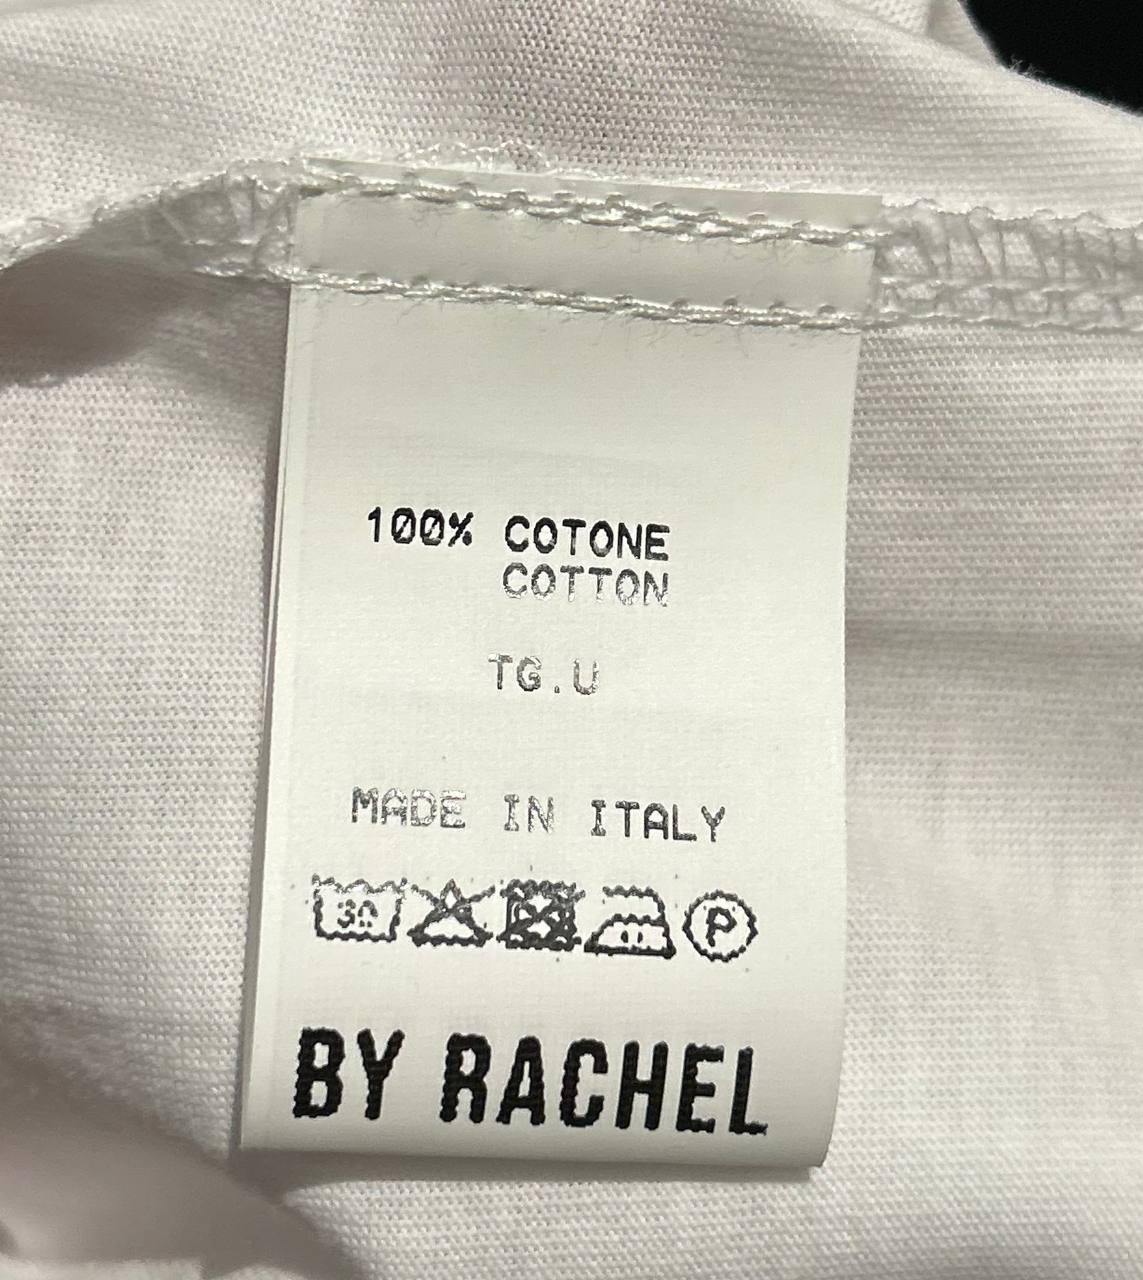 100% COTONE
COTTON
TG.U
MADE IN ITALY
30 P
BY RACHEL